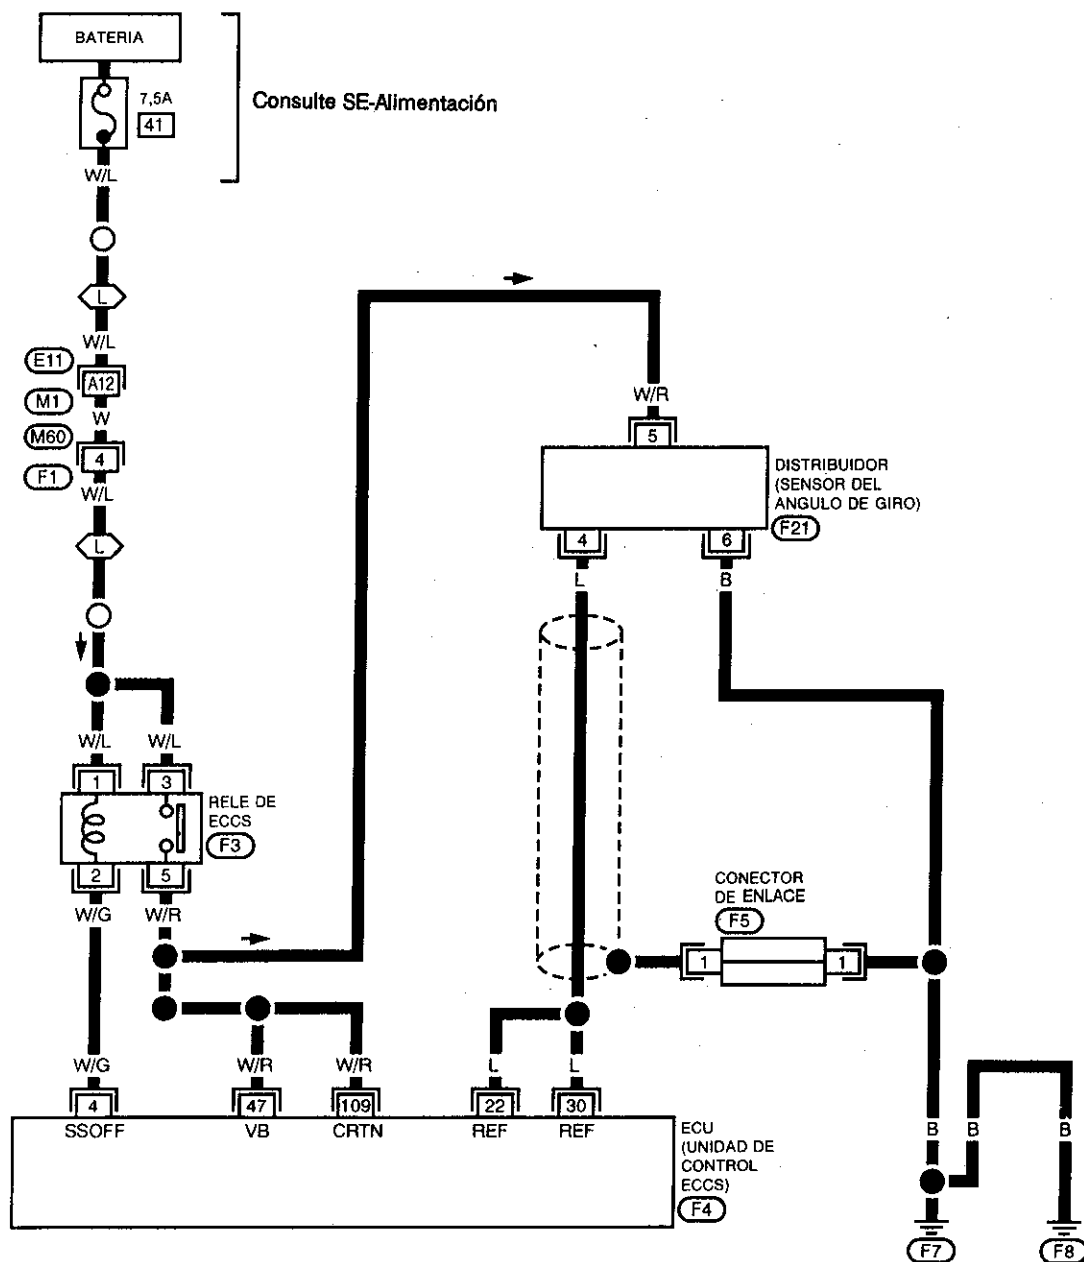 BATERIA
7,5A
41
Consulte SE-Alimentación
W/L
L
W/L
E11
A12
M1
W
M60
4
F1
W/L
L
W/R
5
DISTRIBUIDOR
(SENSOR DEL
ANGULO DE GIRO)
F21
4
6
L
B
W/L
W/L
1
3
RELE DE
ECCS
F3
2
5
W/G
W/R
CONECTOR
DE ENLACE
F5
1
1
W/G
W/R
W/R
L
L
4
47
109
22
30
SSOFF
VB
CRTN
REF
REF
ECU
(UNIDAD DE
CONTROL
ECCS)
F4
B
B
B
F7
F8